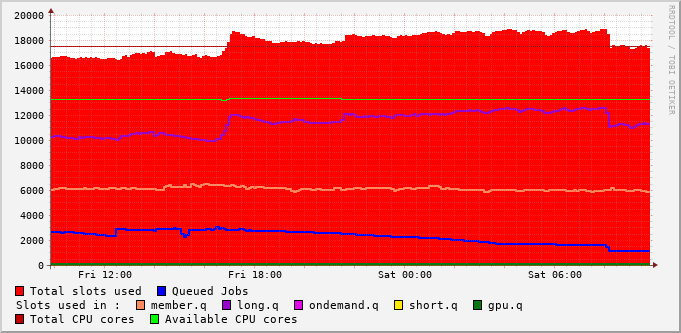 RRDTOOL / TOBI OETIKER
20000
18000
16000
14000
12000
10000
8000
6000
4000
2000
0
Fri 12:00 Fri 18:00 Sat 00:00 Sat 06:00
Total slots used Queued Jobs
Slots used in : member.q long.q ondemand.q short.q gpu.q
Total CPU cores Available CPU cores